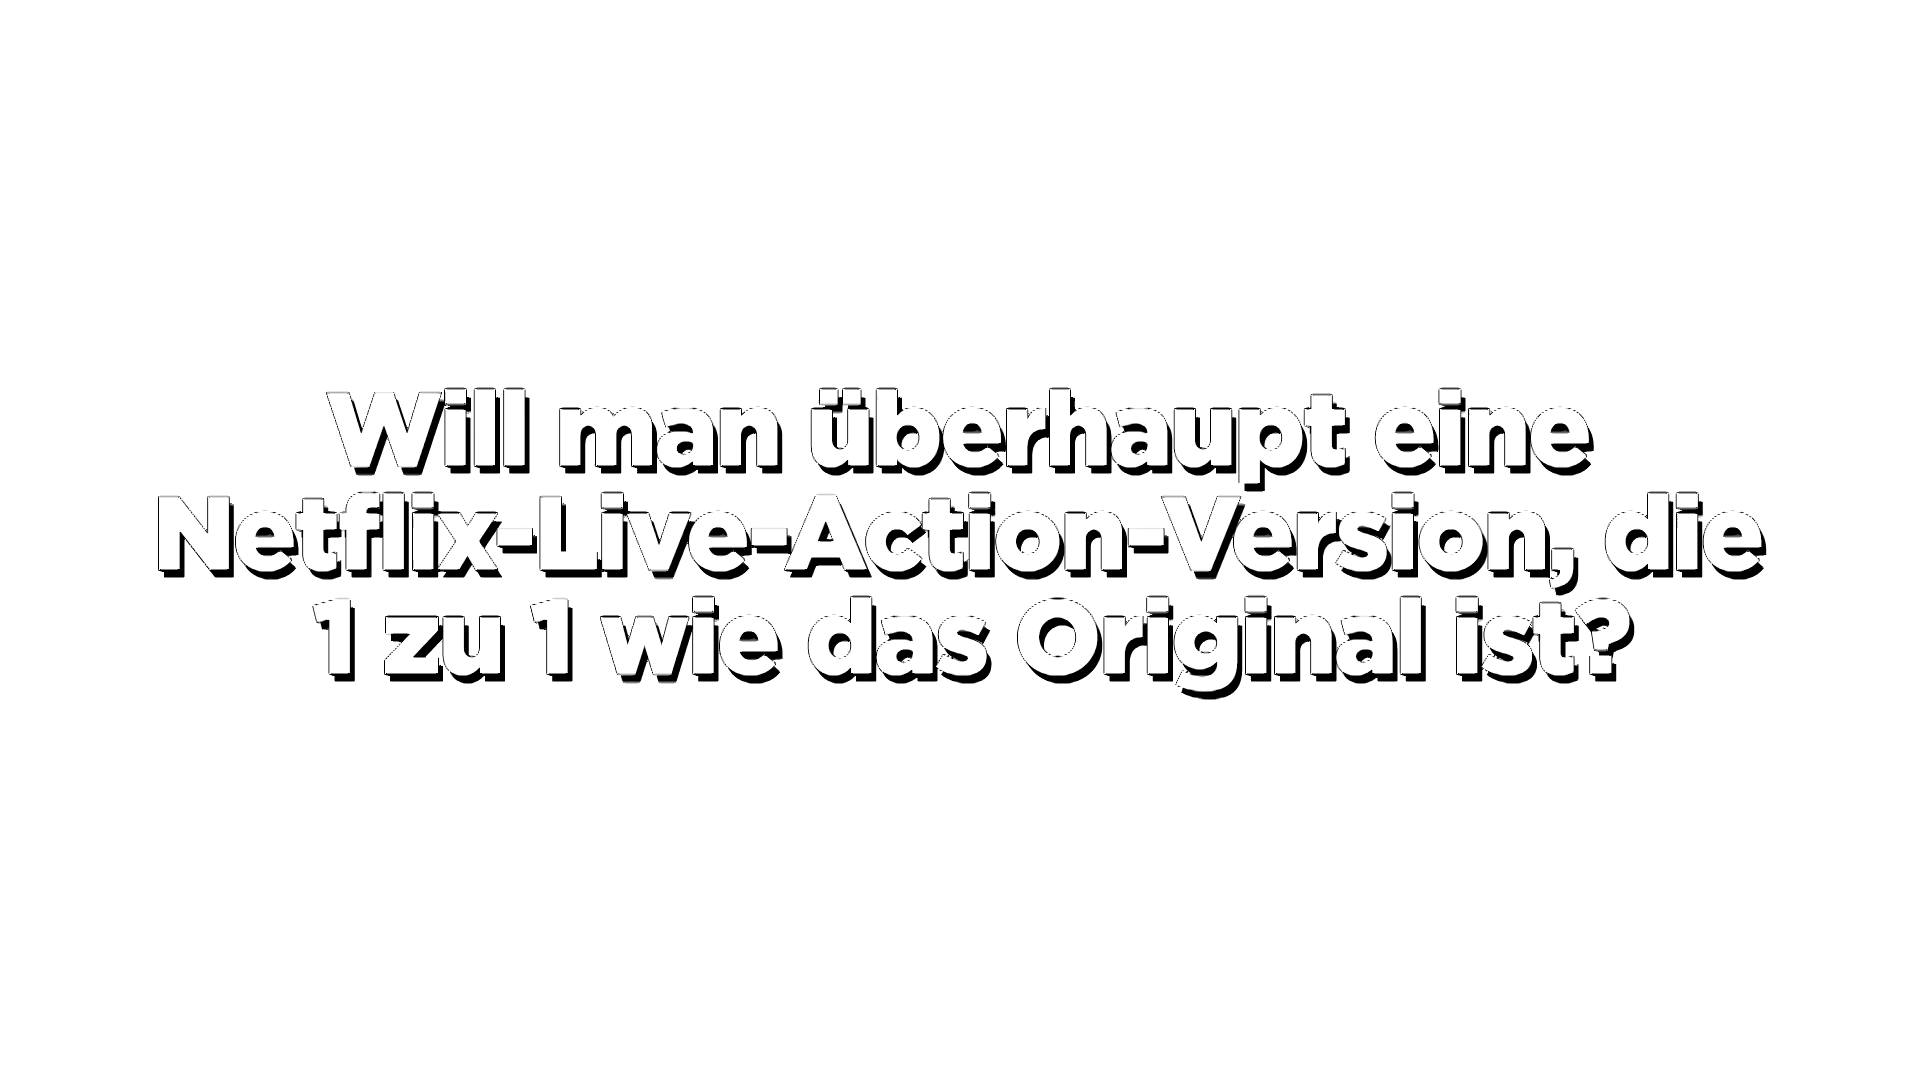 Will man überhaupt eine
Netflix-Live-Action-Version, die
1 zu 1 wie das Original ist?